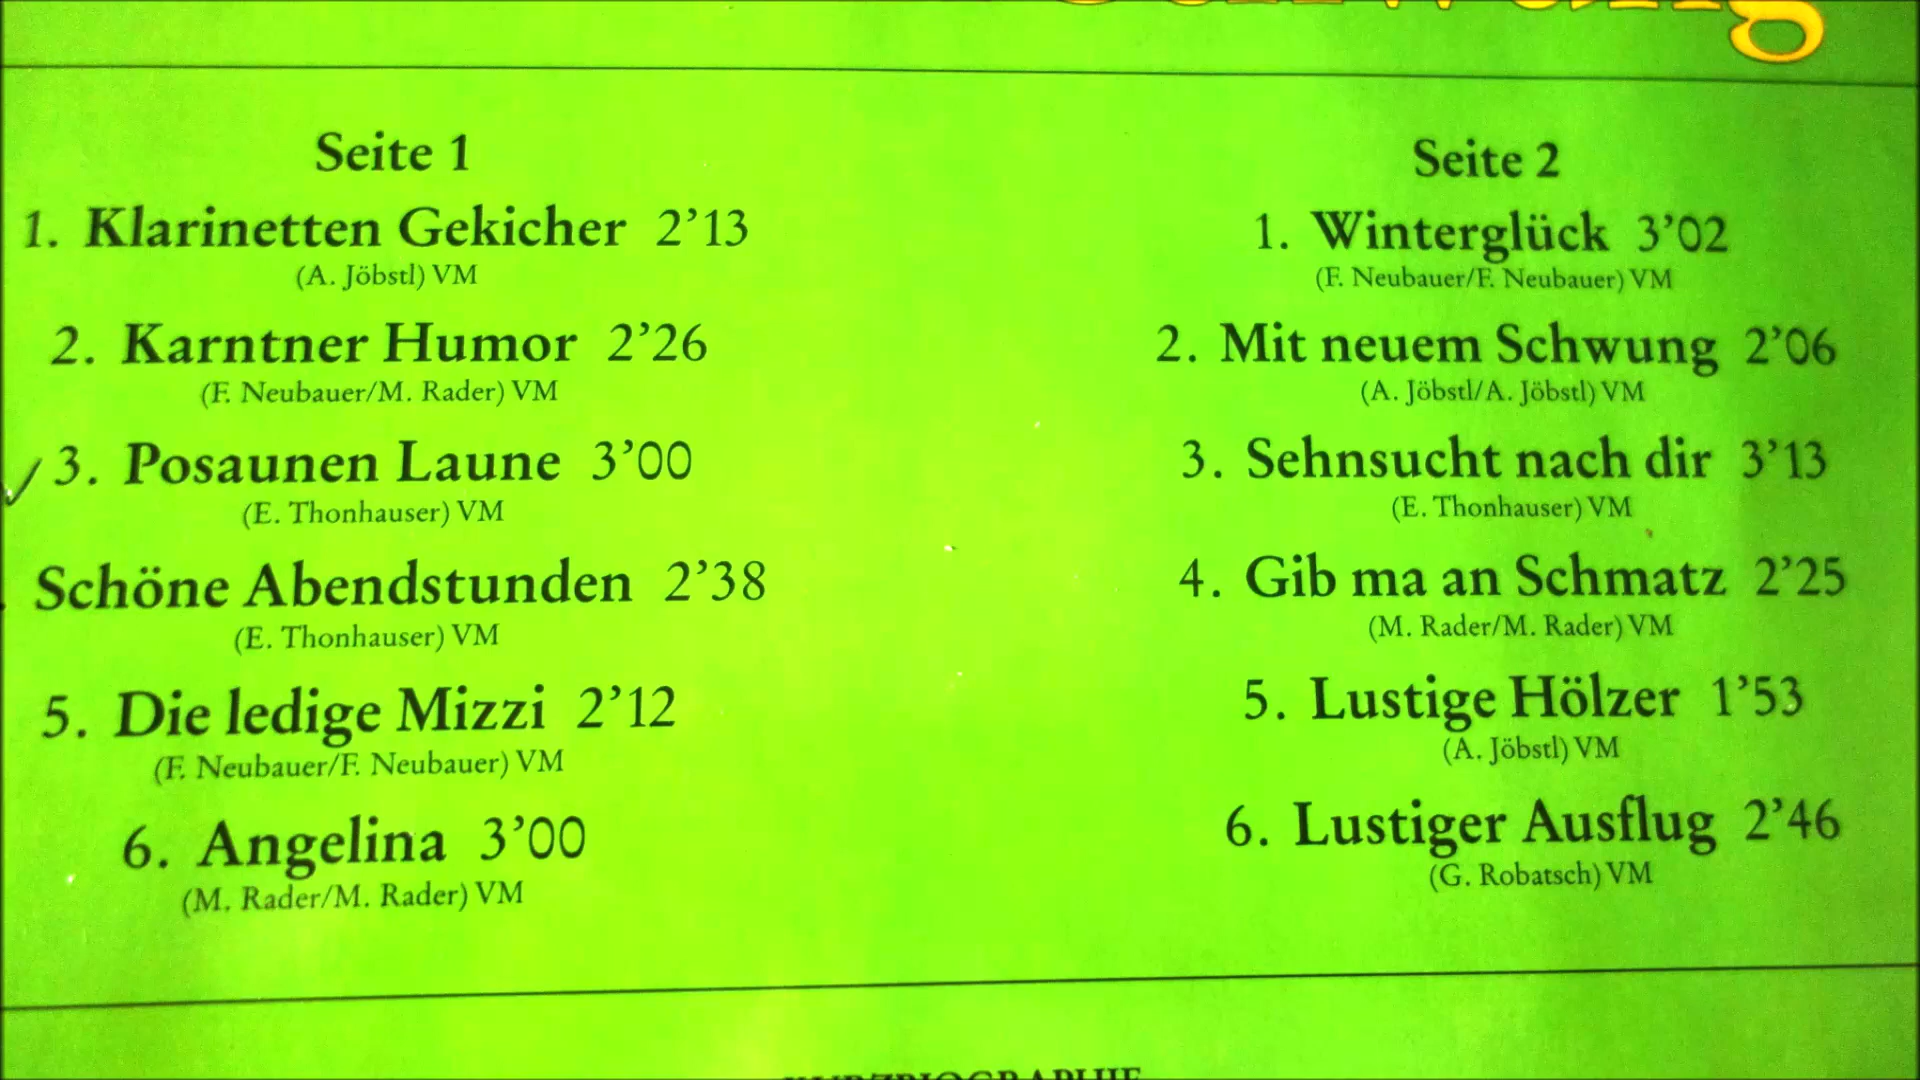 Seite 1
1. Klarinetten Gekicher 2’13
(A. Jöbstl) VM
2. Karntner Humor 2’26
(F. Neubauer/M. Rader) VM
3. Posaunen Laune 3’00
(E. Thonhauser) VM
Schöne Abendstunden 2’38
(E. Thonhauser) VM
5. Die ledige Mizzi 2’12
(F. Neubauer/F. Neubauer) VM
6. Angelina 3’00
(M. Rader/M. Rader) VM
Seite 2
1. Winterglück 3’02
(F. Neubauer/F. Neubauer) VM
2. Mit neuem Schwung 2’06
(A. Jöbstl/A. Jöbstl) VM
3. Sehnsucht nach dir 3’13
(E. Thonhauser) VM
4. Gib ma an Schmatz 2’25
(M. Rader/M. Rader) VM
5. Lustige Hölzer 1’53
(A. Jöbstl) VM
6. Lustiger Ausflug 2’46
(G. Robatsch) VM